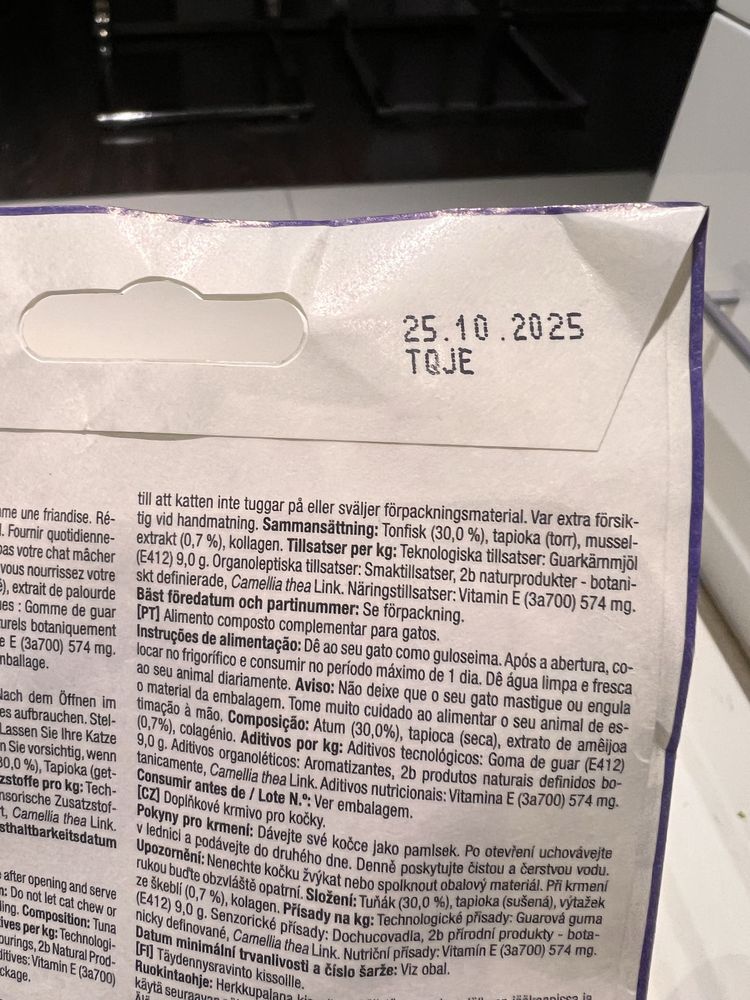 25.10.2025
TQJE
me une friandise. Ré-
. Fournir quotidienne-
pas votre chat mâcher
vous nourrissez votre
), extrait de palourde
ues : Gomme de guar
urels botaniquement
e E (3a700) 574 mg.
mballage.
Nach dem Öffnen im
es aufbrauchen. Stel-
Lassen Sie Ihre Katze
n Sie vorsichtig, wenn
30,0 %), Tapioka (get-
zstoffe pro kg: Tech-
nsorische Zusatzstof-
t, Camellia thea Link.
sthaltbarkeitsdatum
after opening and serve
n: Do not let cat chew or
ling. Composition: Tuna
tives per kg: Technologi-
ourings, 2b Natural Prod-
ditives: Vitamin E (3a700)
ckage.
till att katten inte tuggar på eller sväljer förpackningsmaterial. Var extra försik-
tig vid handmatning. Sammansättning: Tonfisk (30,0 %), tapioka (torr), mussel-
extrakt (0,7 %), kollagen. Tillsatser per kg: Teknologiska tillsatser: Guarkärnmjöl
(E412) 9,0 g. Organoleptiska tillsatser: Smaktillsatser, 2b naturprodukter - botani-
skt definierade, Camellia thea Link. Näringstillsatser: Vitamin E (3a700) 574 mg.
Bäst föredatum och partinummer: Se förpackning.
[PT] Alimento composto complementar para gatos.
Instruções de alimentação: Dê ao seu gato como guloseima. Após a abertura, co-
locar no frigorífico e consumir no período máximo de 1 dia. Dê água limpa e fresca
ao seu animal diariamente. Aviso: Não deixe que o seu gato mastigue ou engula
o material da embalagem. Tome muito cuidado ao alimentar o seu animal de es-
timação à mão. Composição: Atum (30,0%), tapioca (seca), extrato de amêijoa
(0,7%), colagénio. Aditivos por kg: Aditivos tecnológicos: Goma de guar (E412)
9,0 g. Aditivos organoléticos: Aromatizantes, 2b produtos naturais definidos bo-
tanicamente, Camellia thea Link. Aditivos nutricionais: Vitamina E (3a700) 574 mg.
Consumir antes de / Lote N.º: Ver embalagem.
[CZ] Doplňkové krmivo pro kočky.
Pokyny pro krmení: Dávejte své kočce jako pamlsek. Po otevření uchovávejte
v lednici a podávejte do druhého dne. Denně poskytujte čistou a čerstvou vodu.
Upozornění: Nenechte kočku žvýkat nebo spolknout obalový materiál. Při krmení
rukou buďte obzvláště opatrní. Složení: Tuňák (30,0 %), tapioka (sušená), výtažek
ze škeblí (0,7 %), kolagen. Přísady na kg: Technologické přísady: Guarová guma
(E412) 9,0 g. Senzorické přísady: Dochucovadla, 2b přírodní produkty - bota-
nicky definované, Camellia thea Link. Nutriční přísady: Vitamín E (3a700) 574 mg.
Datum minimální trvanlivosti a číslo šarže: Viz obal.
[FI] Täydennysravinto kissoille.
Ruokintaohje: Herkkupalana
käytä seuraavan